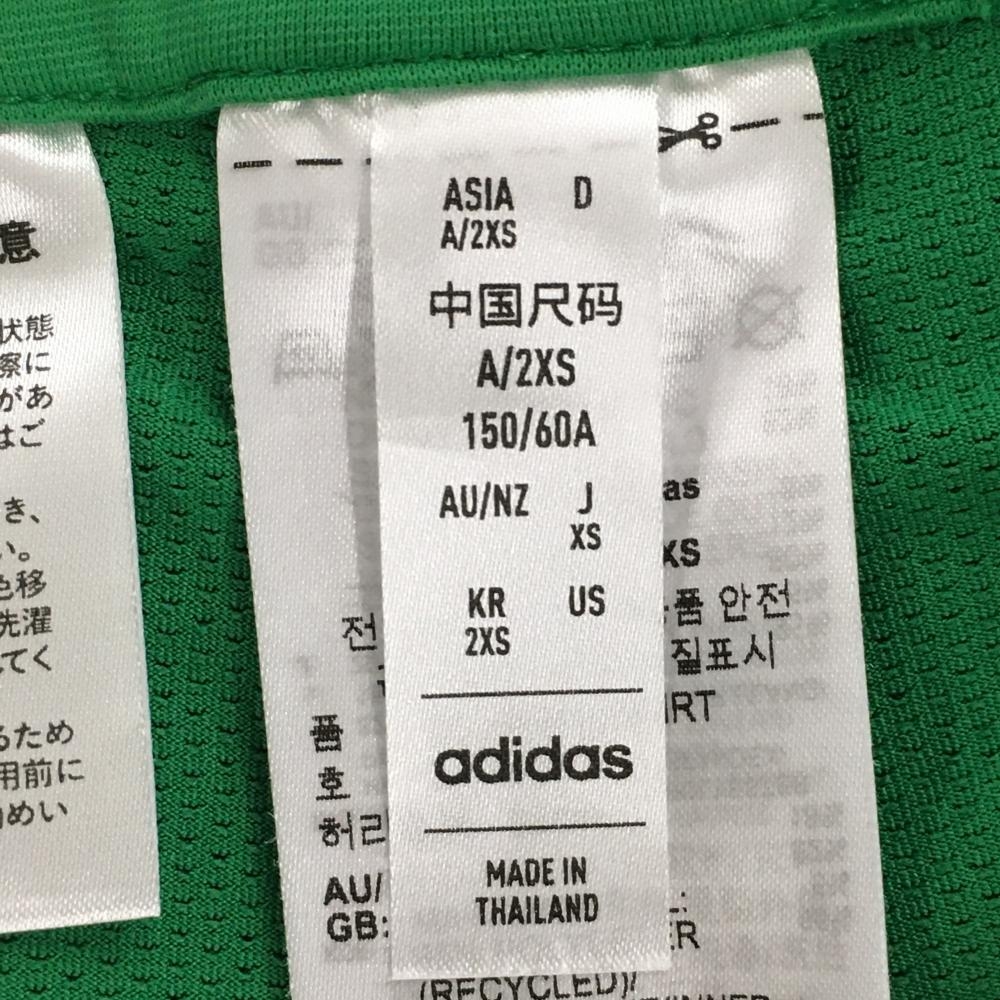 意
状態
察に
があ
はご
き、
い。
色移
先濯
てく
るため
用前に
めい
ASIA D
A/2XS
中国尺码
A/2XS
150/60A
AU/NZ J
XS
KR US
2XS
adidas
MADE IN
THAILAND
as
XS
전 품 안전
질표시
IRT
품
호
허리
AU/
GB:
ER
(RECYCLED)/